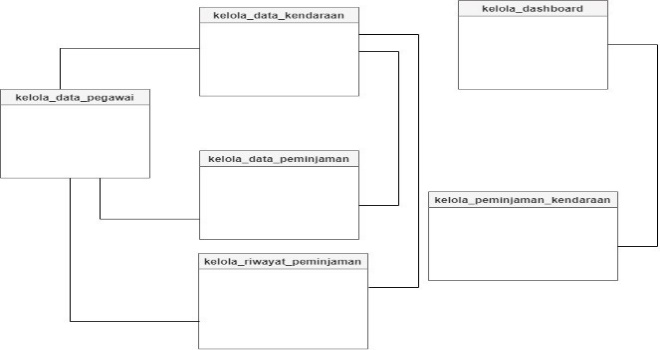 kelola_data_kendaraan
kelola_dashboard
kelola_data_pegawai
kelola_data_peminjaman
kelola_peminjaman_kendaraan
kelola_riwayat_peminjaman